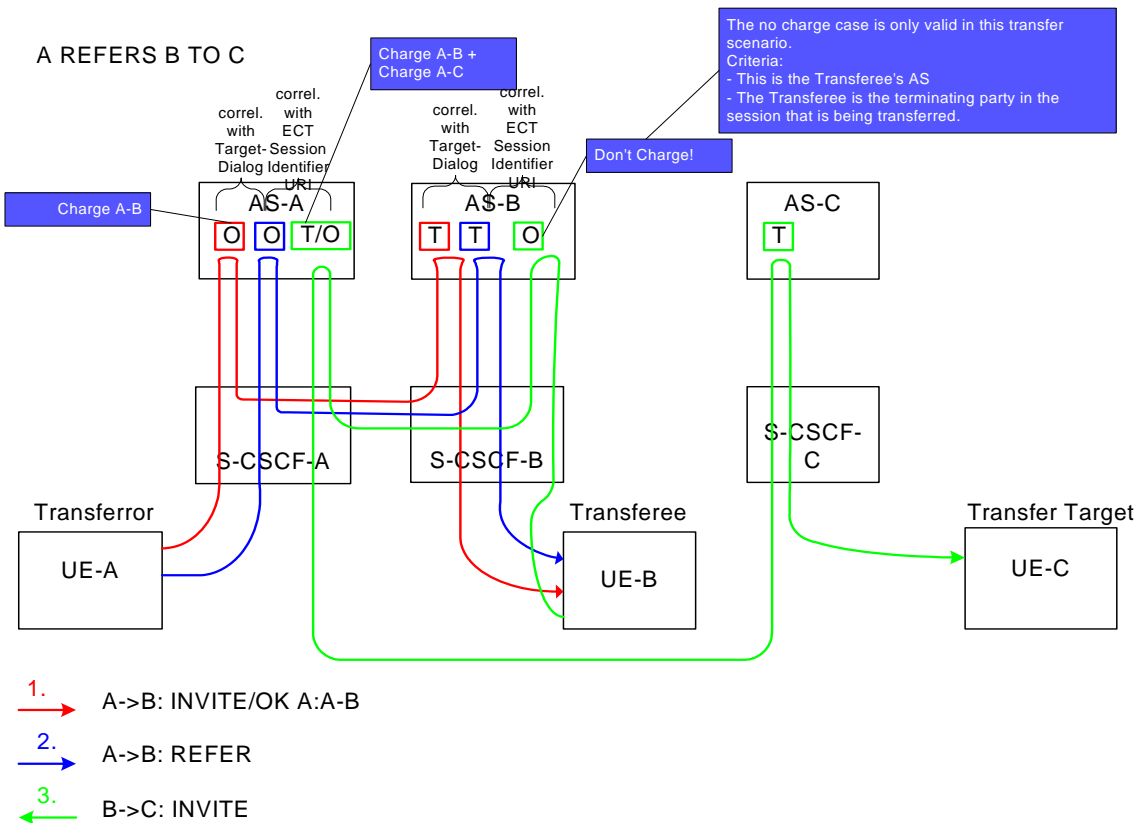 A REFERS B TO C
Charge A-B +
Charge A-C
The no charge case is only valid in this transfer
scenario.
Criteria:
- This is the Transferee's AS
- The Transferee is the terminating party in the
session that is being transferred.
correl.
with
Target-
Dialog
correl.
with
ECT
Session
Identifier
URI
correl.
with
Target-
Dialog
correl.
with
ECT
Session
Identifier
URI
Don't Charge!
Charge A-B
AS-A
O
O
T/O
AS-B
T
T
O
AS-C
T
S-CSCF-A
S-CSCF-B
S-CSCF-
C
Transferror
UE-A
Transferee
UE-B
Transfer Target
UE-C
1.
A->B: INVITE/OK A:A-B
2.
A->B: REFER
3.
B->C: INVITE